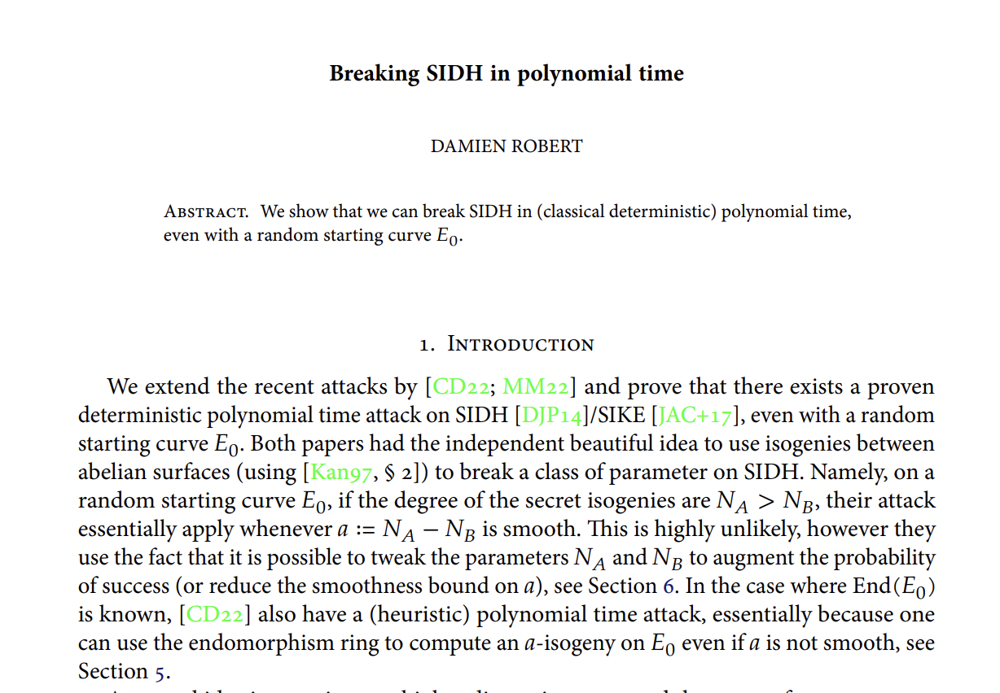 Breaking SIDH in polynomial time
DAMIEN ROBERT
Abstract. We show that we can break SIDH in (classical deterministic) polynomial time,
even with a random starting curve E₀.
1. Introduction
We extend the recent attacks by [CD22; MM22] and prove that there exists a proven
deterministic polynomial time attack on SIDH [DJP14]/SIKE [JAC+17], even with a random
starting curve E₀. Both papers had the independent beautiful idea to use isogenies between
abelian surfaces (using [Kan97, § 2]) to break a class of parameter on SIDH. Namely, on a
random starting curve E₀, if the degree of the secret isogenies are N_A > N_B, their attack
essentially apply whenever a := N_A − N_B is smooth. This is highly unlikely, however they
use the fact that it is possible to tweak the parameters N_A and N_B to augment the probability
of success (or reduce the smoothness bound on a), see Section 6. In the case where End(E₀)
is known, [CD22] also have a (heuristic) polynomial time attack, essentially because one
can use the endomorphism ring to compute an a-isogeny on E₀ even if a is not smooth, see
Section 5.